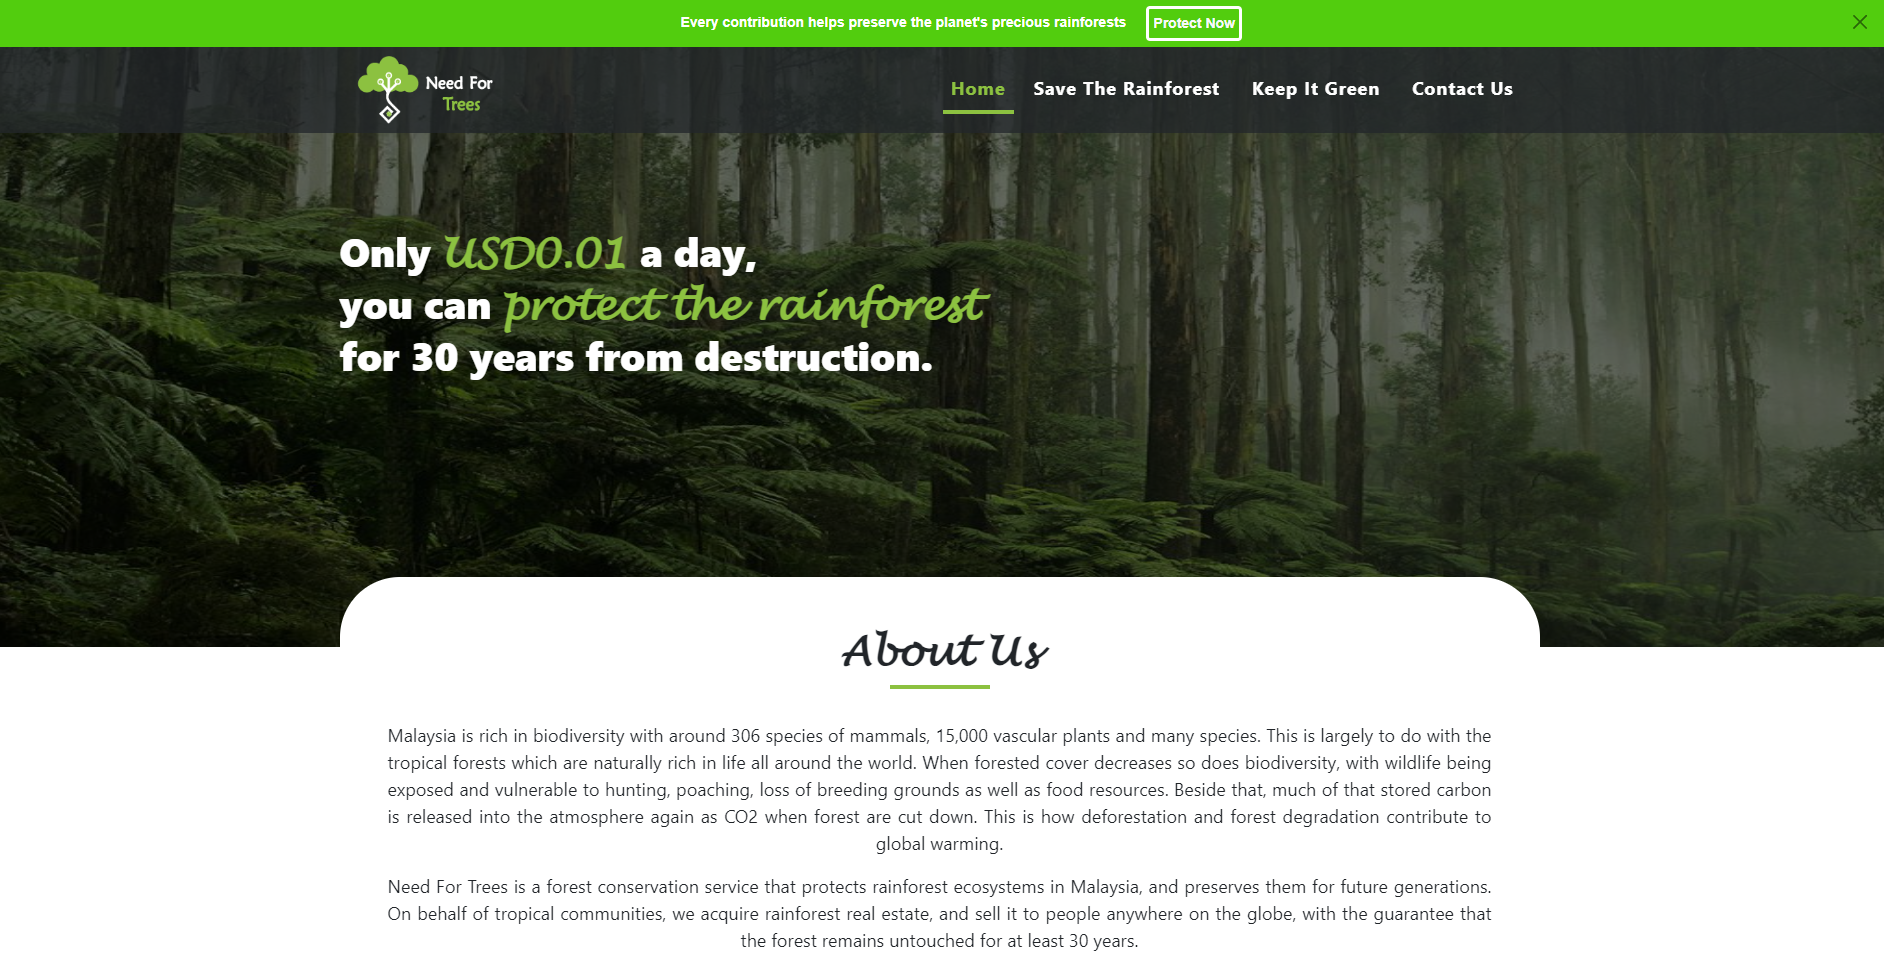 Every contribution helps preserve the planet's precious rainforests Protect Now
Need For
Trees
Home Save The Rainforest Keep It Green Contact Us
Only USD0.01 a day,
you can protect the rainforest
for 30 years from destruction.
About Us
Malaysia is rich in biodiversity with around 306 species of mammals, 15,000 vascular plants and many species. This is largely to do with the
tropical forests which are naturally rich in life all around the world. When forested cover decreases so does biodiversity, with wildlife being
exposed and vulnerable to hunting, poaching, loss of breeding grounds as well as food resources. Beside that, much of that stored carbon
is released into the atmosphere again as CO2 when forest are cut down. This is how deforestation and forest degradation contribute to
global warming.
Need For Trees is a forest conservation service that protects rainforest ecosystems in Malaysia, and preserves them for future generations.
On behalf of tropical communities, we acquire rainforest real estate, and sell it to people anywhere on the globe, with the guarantee that
the forest remains untouched for at least 30 years.